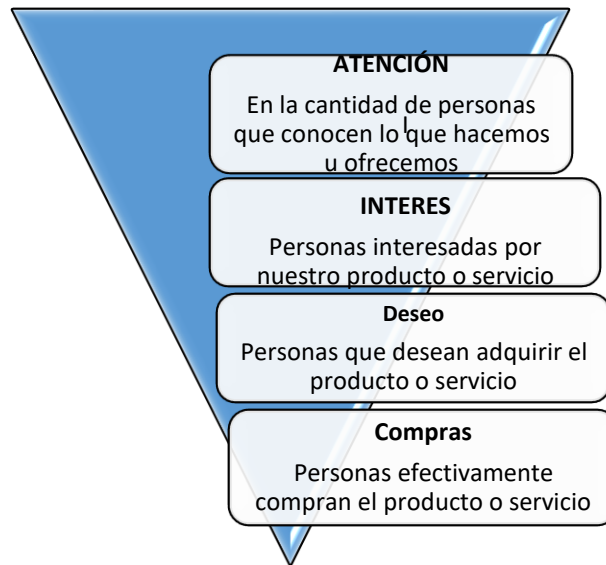 ATENCIÓN
En la cantidad de personas
que conocen lo que hacemos
u ofrecemos
INTERES
Personas interesadas por
nuestro producto o servicio
Deseo
Personas que desean adquirir el
producto o servicio
Compras
Personas efectivamente
compran el producto o servicio